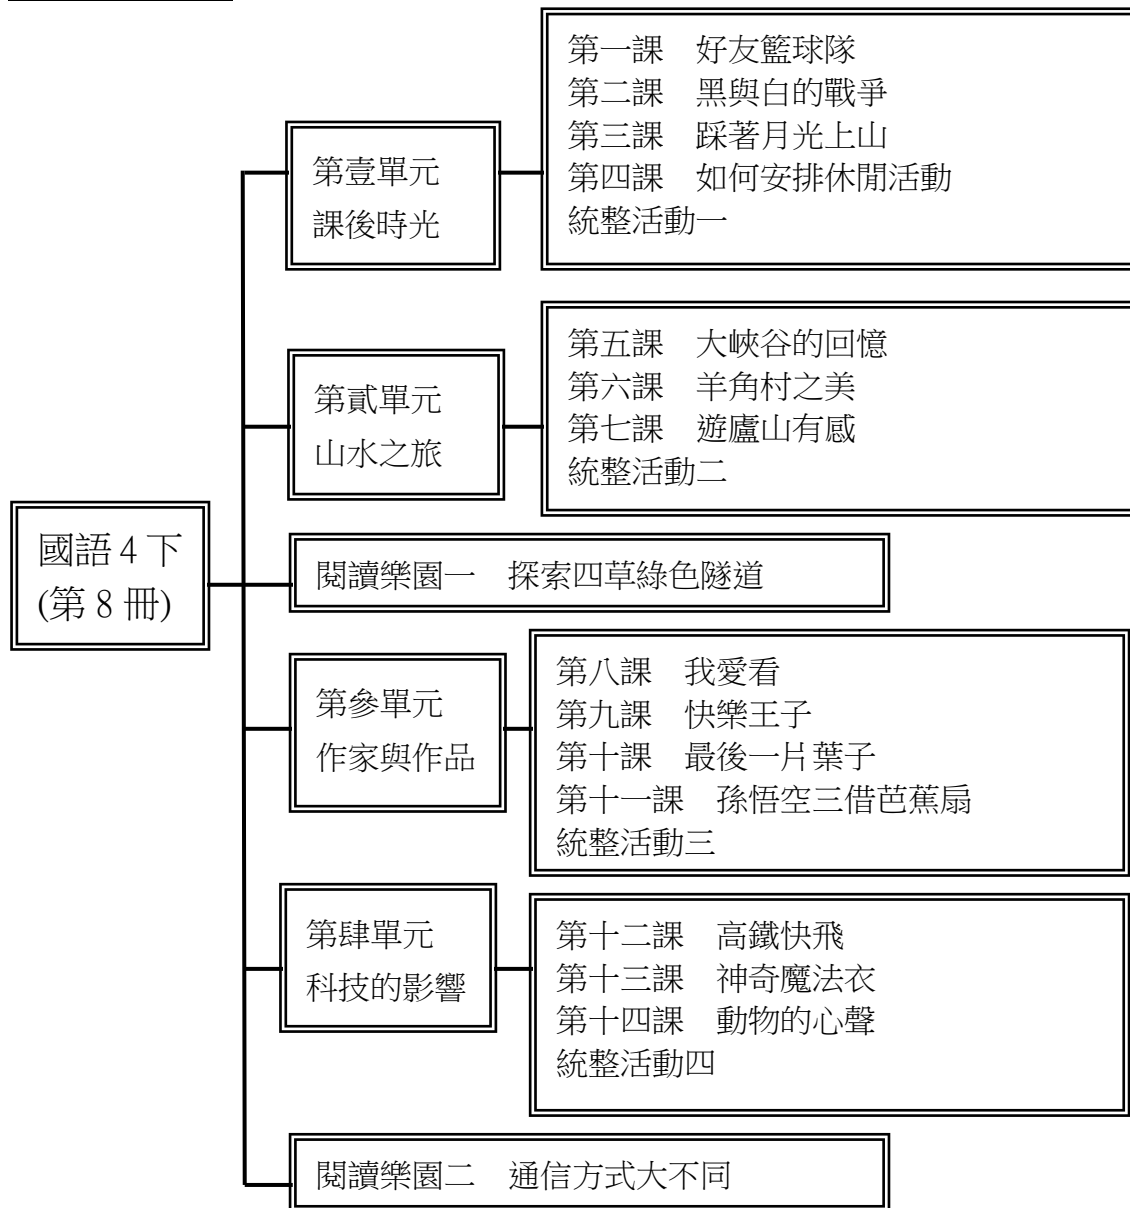 國語 4 下
(第 8 冊)
第壹單元
課後時光
第一課　好友籃球隊
第二課　黑與白的戰爭
第三課　踩著月光上山
第四課　如何安排休閒活動
統整活動一
第貳單元
山水之旅
第五課　大峽谷的回憶
第六課　羊角村之美
第七課　遊廬山有感
統整活動二
閱讀樂園一　探索四草綠色隧道
第參單元
作家與作品
第八課　我愛看
第九課　快樂王子
第十課　最後一片葉子
第十一課　孫悟空三借芭蕉扇
統整活動三
第肆單元
科技的影響
第十二課　高鐵快飛
第十三課　神奇魔法衣
第十四課　動物的心聲
統整活動四
閱讀樂園二　通信方式大不同